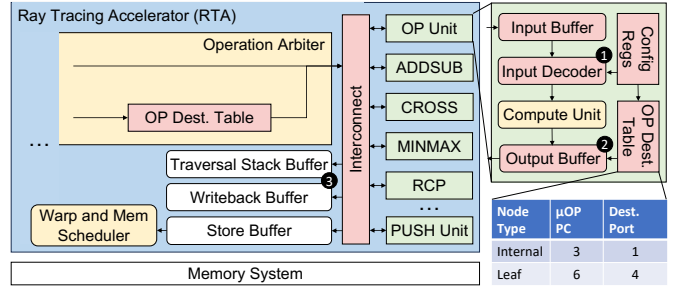 Ray Tracing Accelerator (RTA)
Operation Arbiter
OP Dest. Table
...
Traversal Stack Buffer
Writeback Buffer
3
Store Buffer
Warp and Mem
Scheduler
Interconnect
OP Unit
ADDSUB
CROSS
MINMAX
RCP
...
PUSH Unit
Memory System
Input Buffer
1
Input Decoder
Compute Unit
2
Output Buffer
Config
Regs
OP Dest.
Table
Node Type µOP PC Dest. Port
Internal 3 1
Leaf 6 4